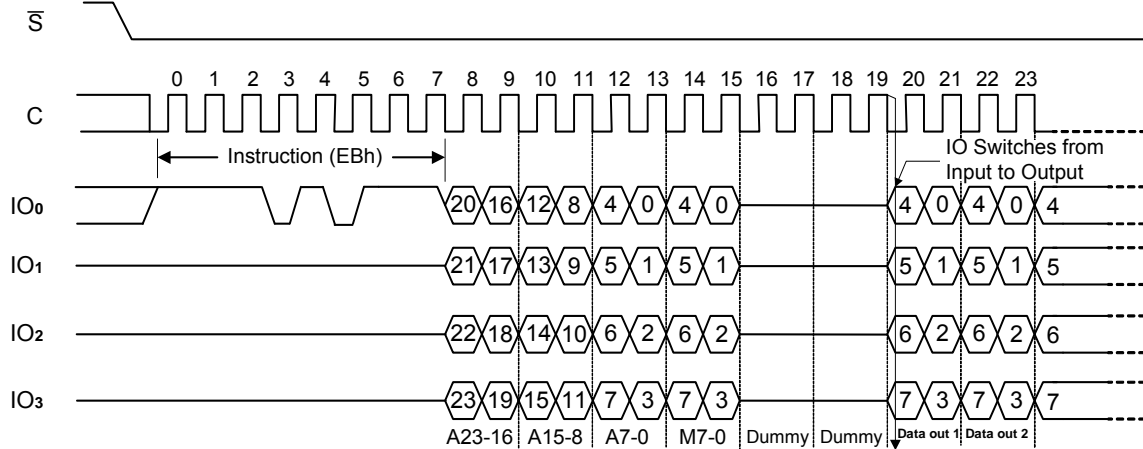 S
0 1 2 3 4 5 6 7 8 9 10 11 12 13 14 15 16 17 18 19 20 21 22 23
C
Instruction (EBh)
IO Switches from
Input to Output
IO0 20 16 12 8 4 0 4 0 4 0 4 0 4
IO1 21 17 13 9 5 1 5 1 5 1 5 1 5
IO2 22 18 14 10 6 2 6 2 6 2 6 2 6
IO3 23 19 15 11 7 3 7 3 7 3 7 3 7
A23-16 A15-8 A7-0 M7-0 Dummy Dummy Data out 1 Data out 2